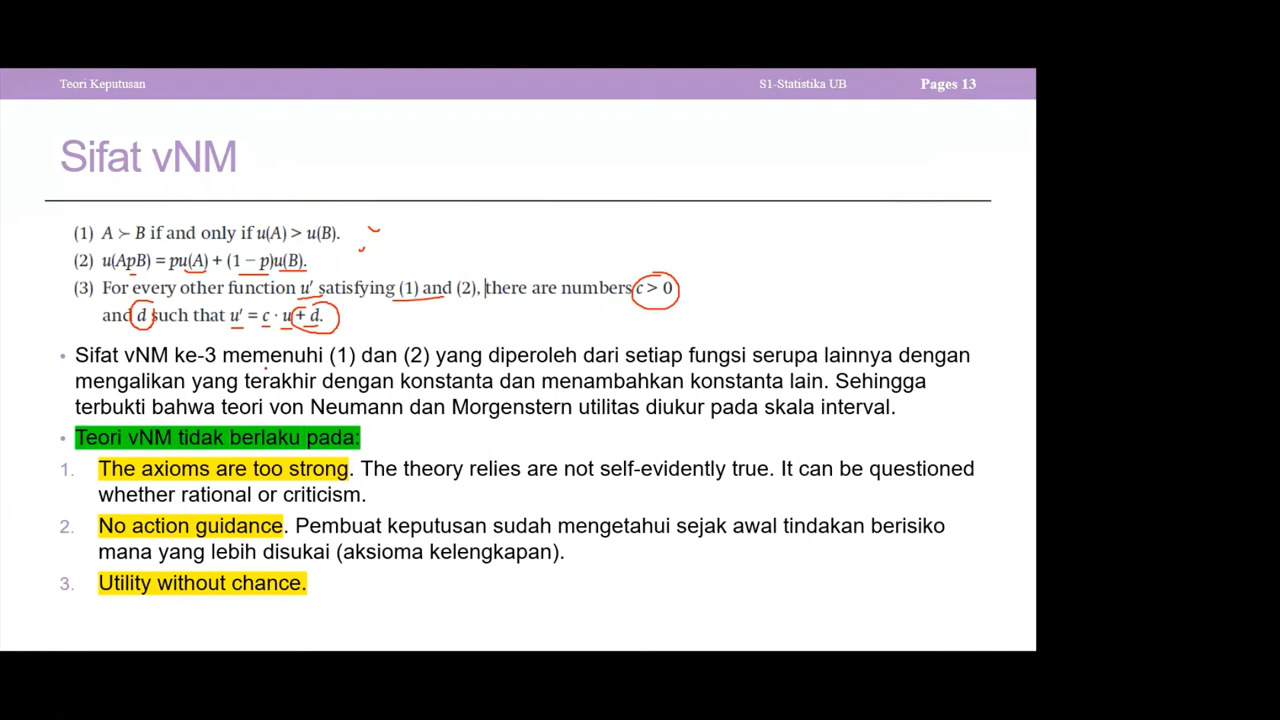 Teori Keputusan S1-Statistika UB Pages 13
Sifat vNM
(1) A ≻ B if and only if u(A) > u(B).
(2) u(ApB) = pu(A) + (1 − p)u(B).
(3) For every other function u′ satisfying (1) and (2), there are numbers c > 0
and d such that u′ = c · u + d.
• Sifat vNM ke-3 memenuhi (1) dan (2) yang diperoleh dari setiap fungsi serupa lainnya dengan
mengalikan yang terakhir dengan konstanta dan menambahkan konstanta lain. Sehingga
terbukti bahwa teori von Neumann dan Morgenstern utilitas diukur pada skala interval.
• Teori vNM tidak berlaku pada:
1. The axioms are too strong. The theory relies are not self-evidently true. It can be questioned
whether rational or criticism.
2. No action guidance. Pembuat keputusan sudah mengetahui sejak awal tindakan berisiko
mana yang lebih disukai (aksioma kelengkapan).
3. Utility without chance.